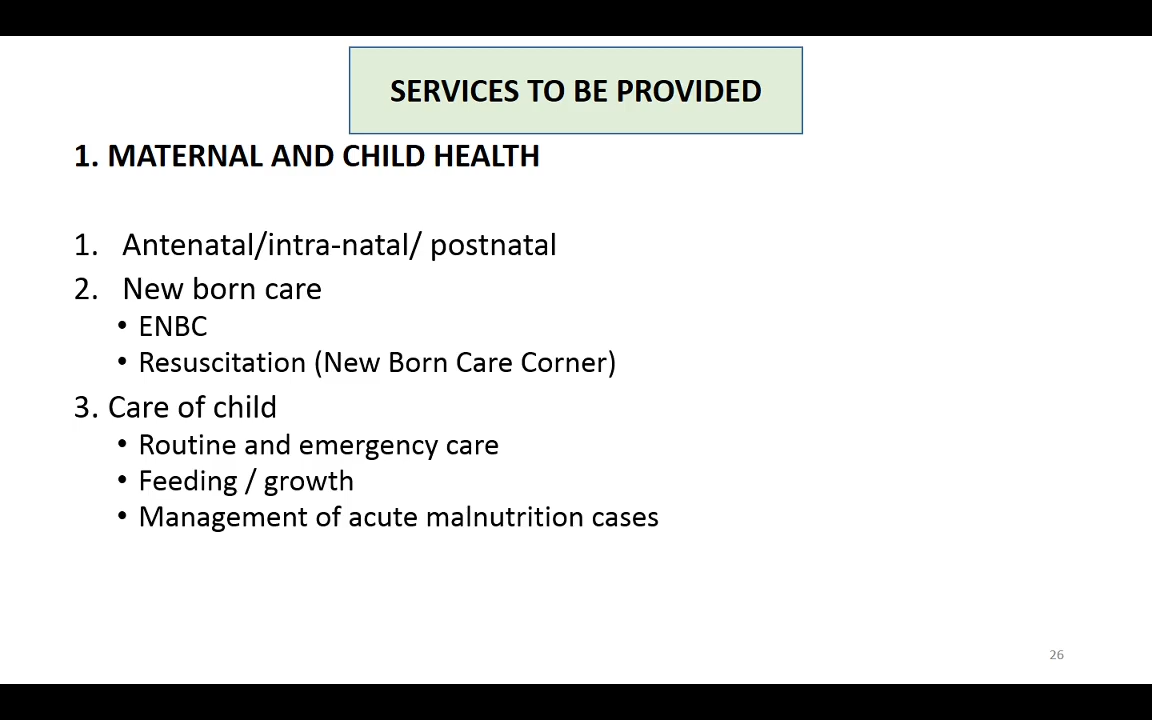 SERVICES TO BE PROVIDED
1. MATERNAL AND CHILD HEALTH
1. Antenatal/intra-natal/ postnatal
2. New born care
• ENBC
• Resuscitation (New Born Care Corner)
3. Care of child
• Routine and emergency care
• Feeding / growth
• Management of acute malnutrition cases
26